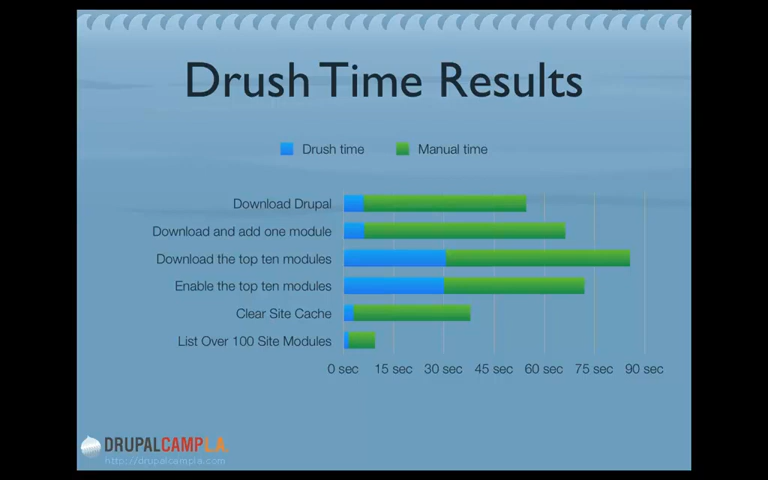 Drush Time Results
Drush time
Manual time
Download Drupal
Download and add one module
Download the top ten modules
Enable the top ten modules
Clear Site Cache
List Over 100 Site Modules
0 sec 15 sec 30 sec 45 sec 60 sec 75 sec 90 sec
DRUPALCAMPLA.
http://drupalcampla.com